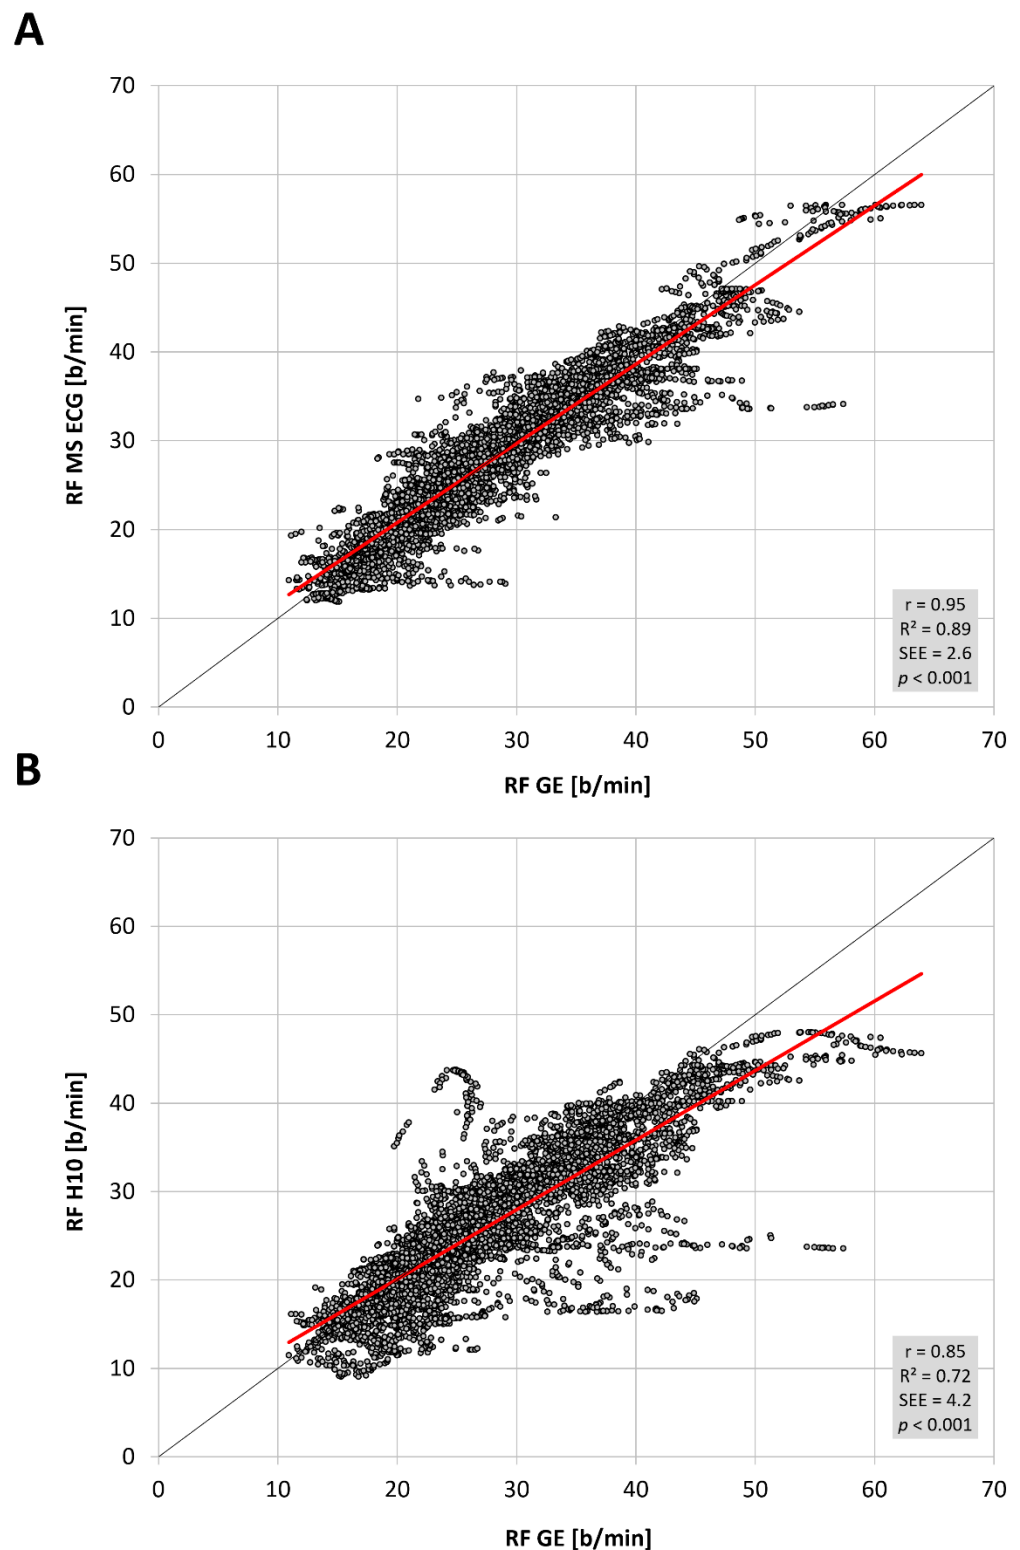 A
70
60
50
40
30
20
10
0
RF MS ECG [b/min]
r = 0.95
R² = 0.89
SEE = 2.6
p < 0.001
0 10 20 30 40 50 60 70
RF GE [b/min]
B
70
60
50
40
30
20
10
0
RF H10 [b/min]
r = 0.85
R² = 0.72
SEE = 4.2
p < 0.001
0 10 20 30 40 50 60 70
RF GE [b/min]